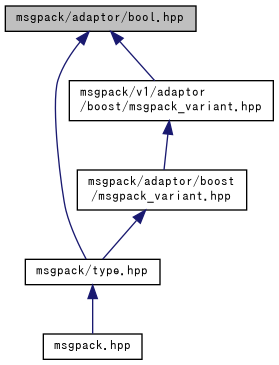 msgpack/adaptor/bool.hpp
msgpack/v1/adaptor
/boost/msgpack_variant.hpp
msgpack/adaptor/boost
/msgpack_variant.hpp
msgpack/type.hpp
msgpack.hpp